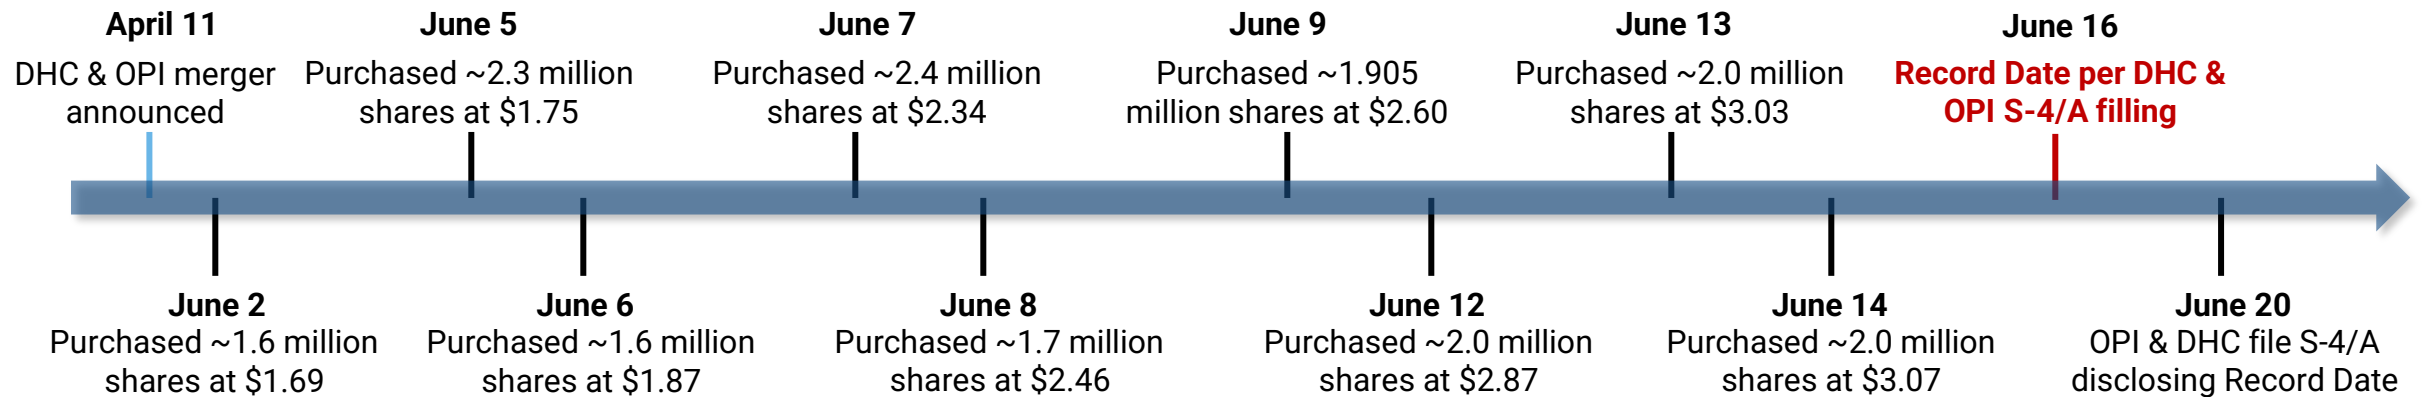 April 11
DHC & OPI merger
announced
June 5
Purchased ~2.3 million
shares at $1.75
June 7
Purchased ~2.4 million
shares at $2.34
June 9
Purchased ~1.905
million shares at $2.60
June 13
Purchased ~2.0 million
shares at $3.03
June 16
Record Date per DHC &
OPI S-4/A filling
June 2
Purchased ~1.6 million
shares at $1.69
June 6
Purchased ~1.6 million
shares at $1.87
June 8
Purchased ~1.7 million
shares at $2.46
June 12
Purchased ~2.0 million
shares at $2.87
June 14
Purchased ~2.0 million
shares at $3.07
June 20
OPI & DHC file S-4/A
disclosing Record Date